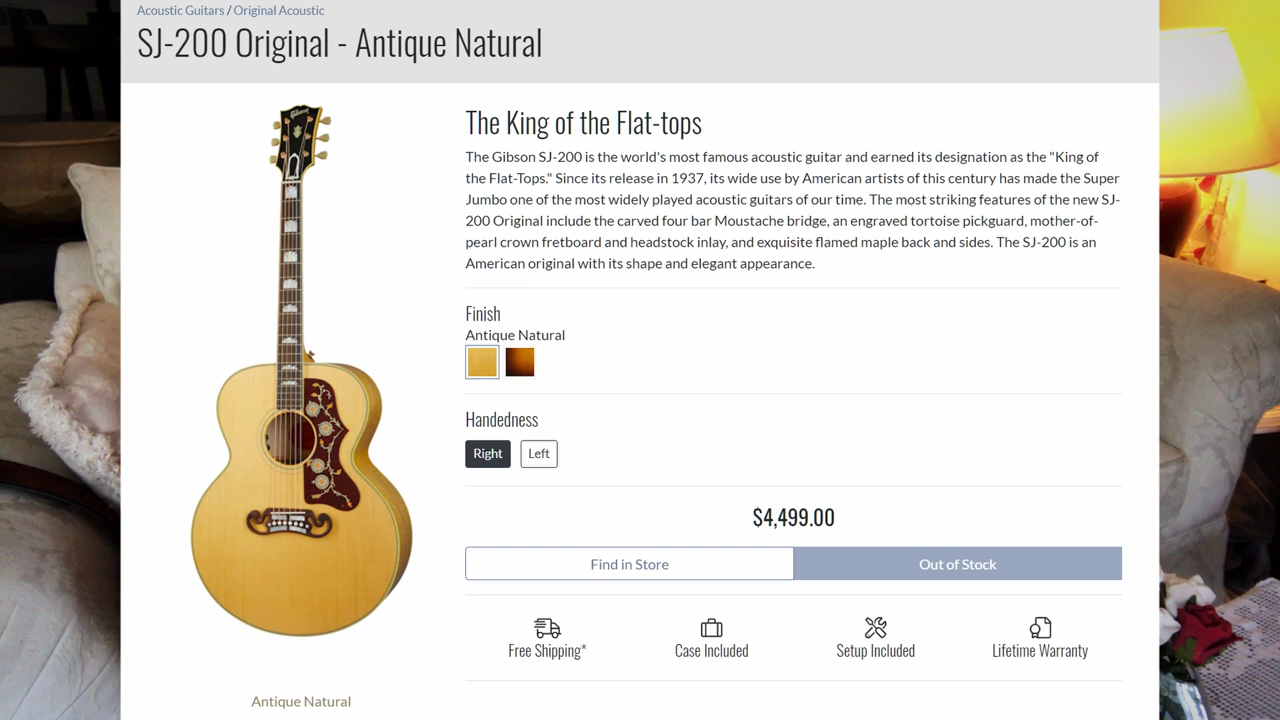 Acoustic Guitars / Original Acoustic
SJ-200 Original - Antique Natural
Gibson
The King of the Flat-tops
The Gibson SJ-200 is the world's most famous acoustic guitar and earned its designation as the "King of
the Flat-Tops." Since its release in 1937, its wide use by American artists of this century has made the Super
Jumbo one of the most widely played acoustic guitars of our time. The most striking features of the new SJ-
200 Original include the carved four bar Moustache bridge, an engraved tortoise pickguard, mother-of-
pearl crown fretboard and headstock inlay, and exquisite flamed maple back and sides. The SJ-200 is an
American original with its shape and elegant appearance.
Finish
Antique Natural
Handedness
Right Left
$4,499.00
Find in Store Out of Stock
Free Shipping* Case Included Setup Included Lifetime Warranty
Antique Natural